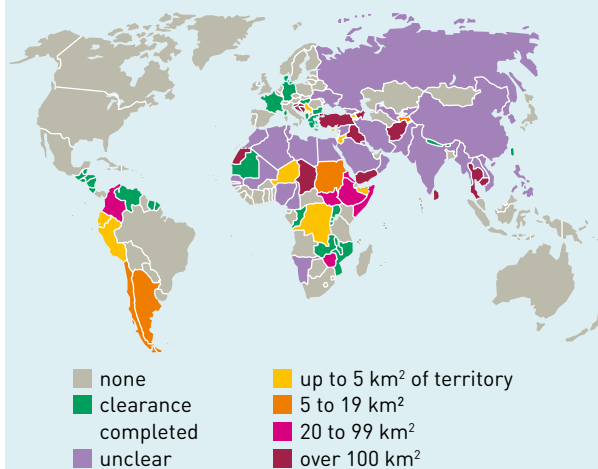 none
clearance
completed
unclear
up to 5 km² of territory
5 to 19 km²
20 to 99 km²
over 100 km²